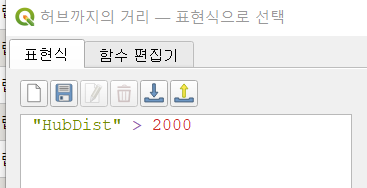 허브까지의 거리 — 표현식으로 선택
표현식 함수 편집기
"HubDist" > 2000